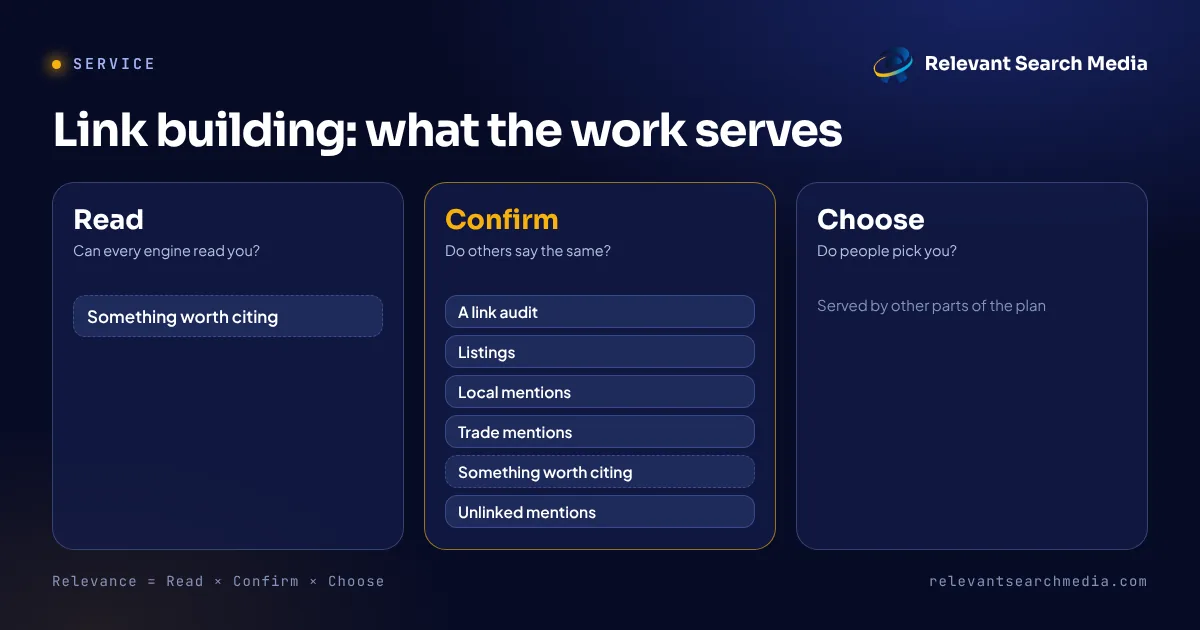 SERVICE
Relevant Search Media
Link building: what the work serves
Read
Can every engine read you?
Something worth citing
Confirm
Do others say the same?
A link audit
Listings
Local mentions
Trade mentions
Something worth citing
Unlinked mentions
Choose
Do people pick you?
Served by other parts of the plan
Relevance = Read × Confirm × Choose
relevantsearchmedia.com